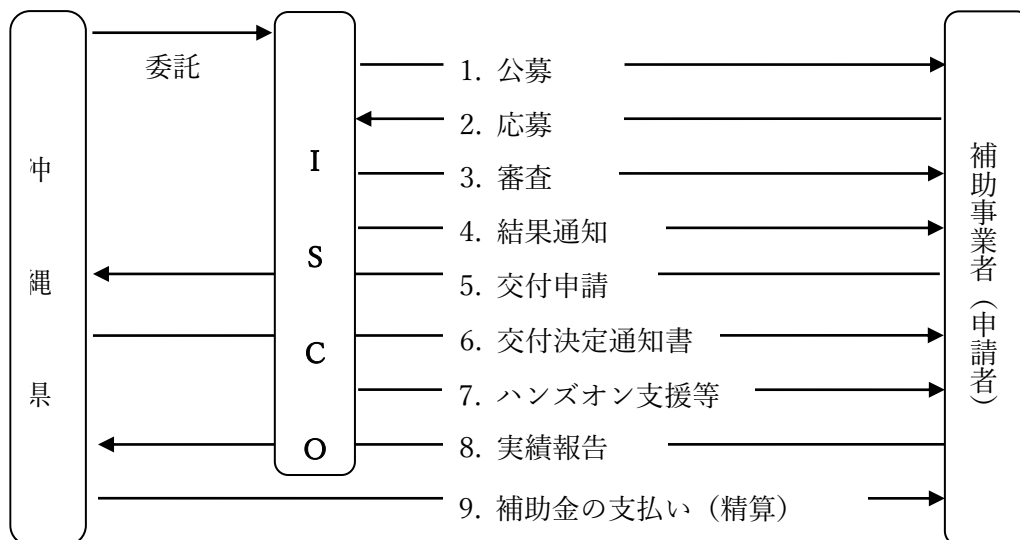 委託
沖縄県
ISCO
1. 公募
2. 応募
3. 審査
4. 結果通知
5. 交付申請
6. 交付決定通知書
7. ハンズオン支援等
8. 実績報告
9. 補助金の支払い（精算）
補助事業者（申請者）